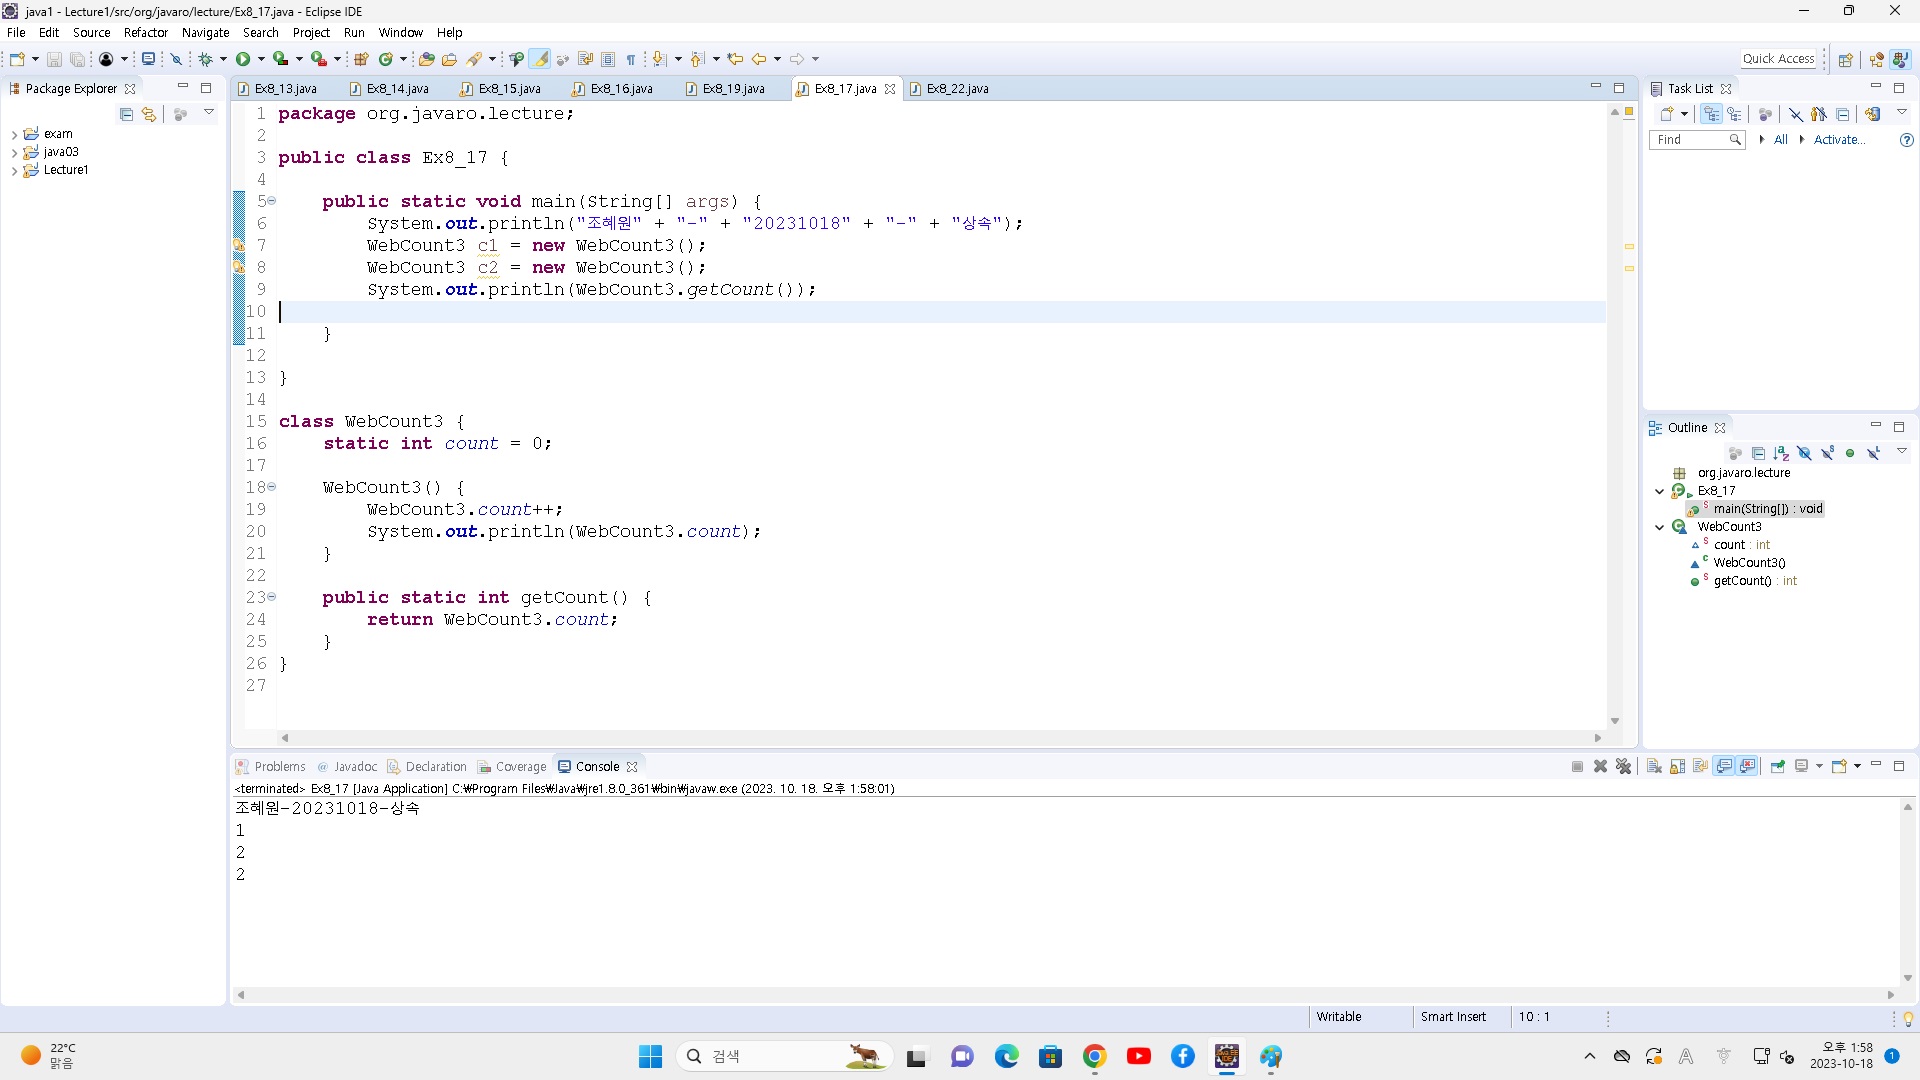 java1 - Lecture1/src/org/javaro/lecture/Ex8_17.java - Eclipse IDE
File Edit Source Refactor Navigate Search Project Run Window Help
Quick Access
Package Explorer
exam
java03
Lecture1
Ex8_13.java Ex8_14.java Ex8_15.java Ex8_16.java Ex8_19.java Ex8_17.java Ex8_22.java
1 package org.javaro.lecture;
2
3 public class Ex8_17 {
4
5 public static void main(String[] args) {
6 System.out.println("조혜원" + "-" + "20231018" + "-" + "상속");
7 WebCount3 c1 = new WebCount3();
8 WebCount3 c2 = new WebCount3();
9 System.out.println(WebCount3.getCount());
10
11 }
12
13 }
14
15 class WebCount3 {
16 static int count = 0;
17
18 WebCount3() {
19 WebCount3.count++;
20 System.out.println(WebCount3.count);
21 }
22
23 public static int getCount() {
24 return WebCount3.count;
25 }
26 }
27
Task List
Find All Activate...
Outline
org.javaro.lecture
Ex8_17
main(String[]) : void
WebCount3
count : int
WebCount3()
getCount() : int
Problems Javadoc Declaration Coverage Console
<terminated> Ex8_17 [Java Application] C:₩Program Files₩Java₩jre1.8.0_361₩bin₩javaw.exe (2023. 10. 18. 오후 1:58:01)
조혜원-20231018-상속
1
2
2
Writable Smart Insert 10 : 1
22°C
맑음
검색
오후 1:58
2023-10-18
1